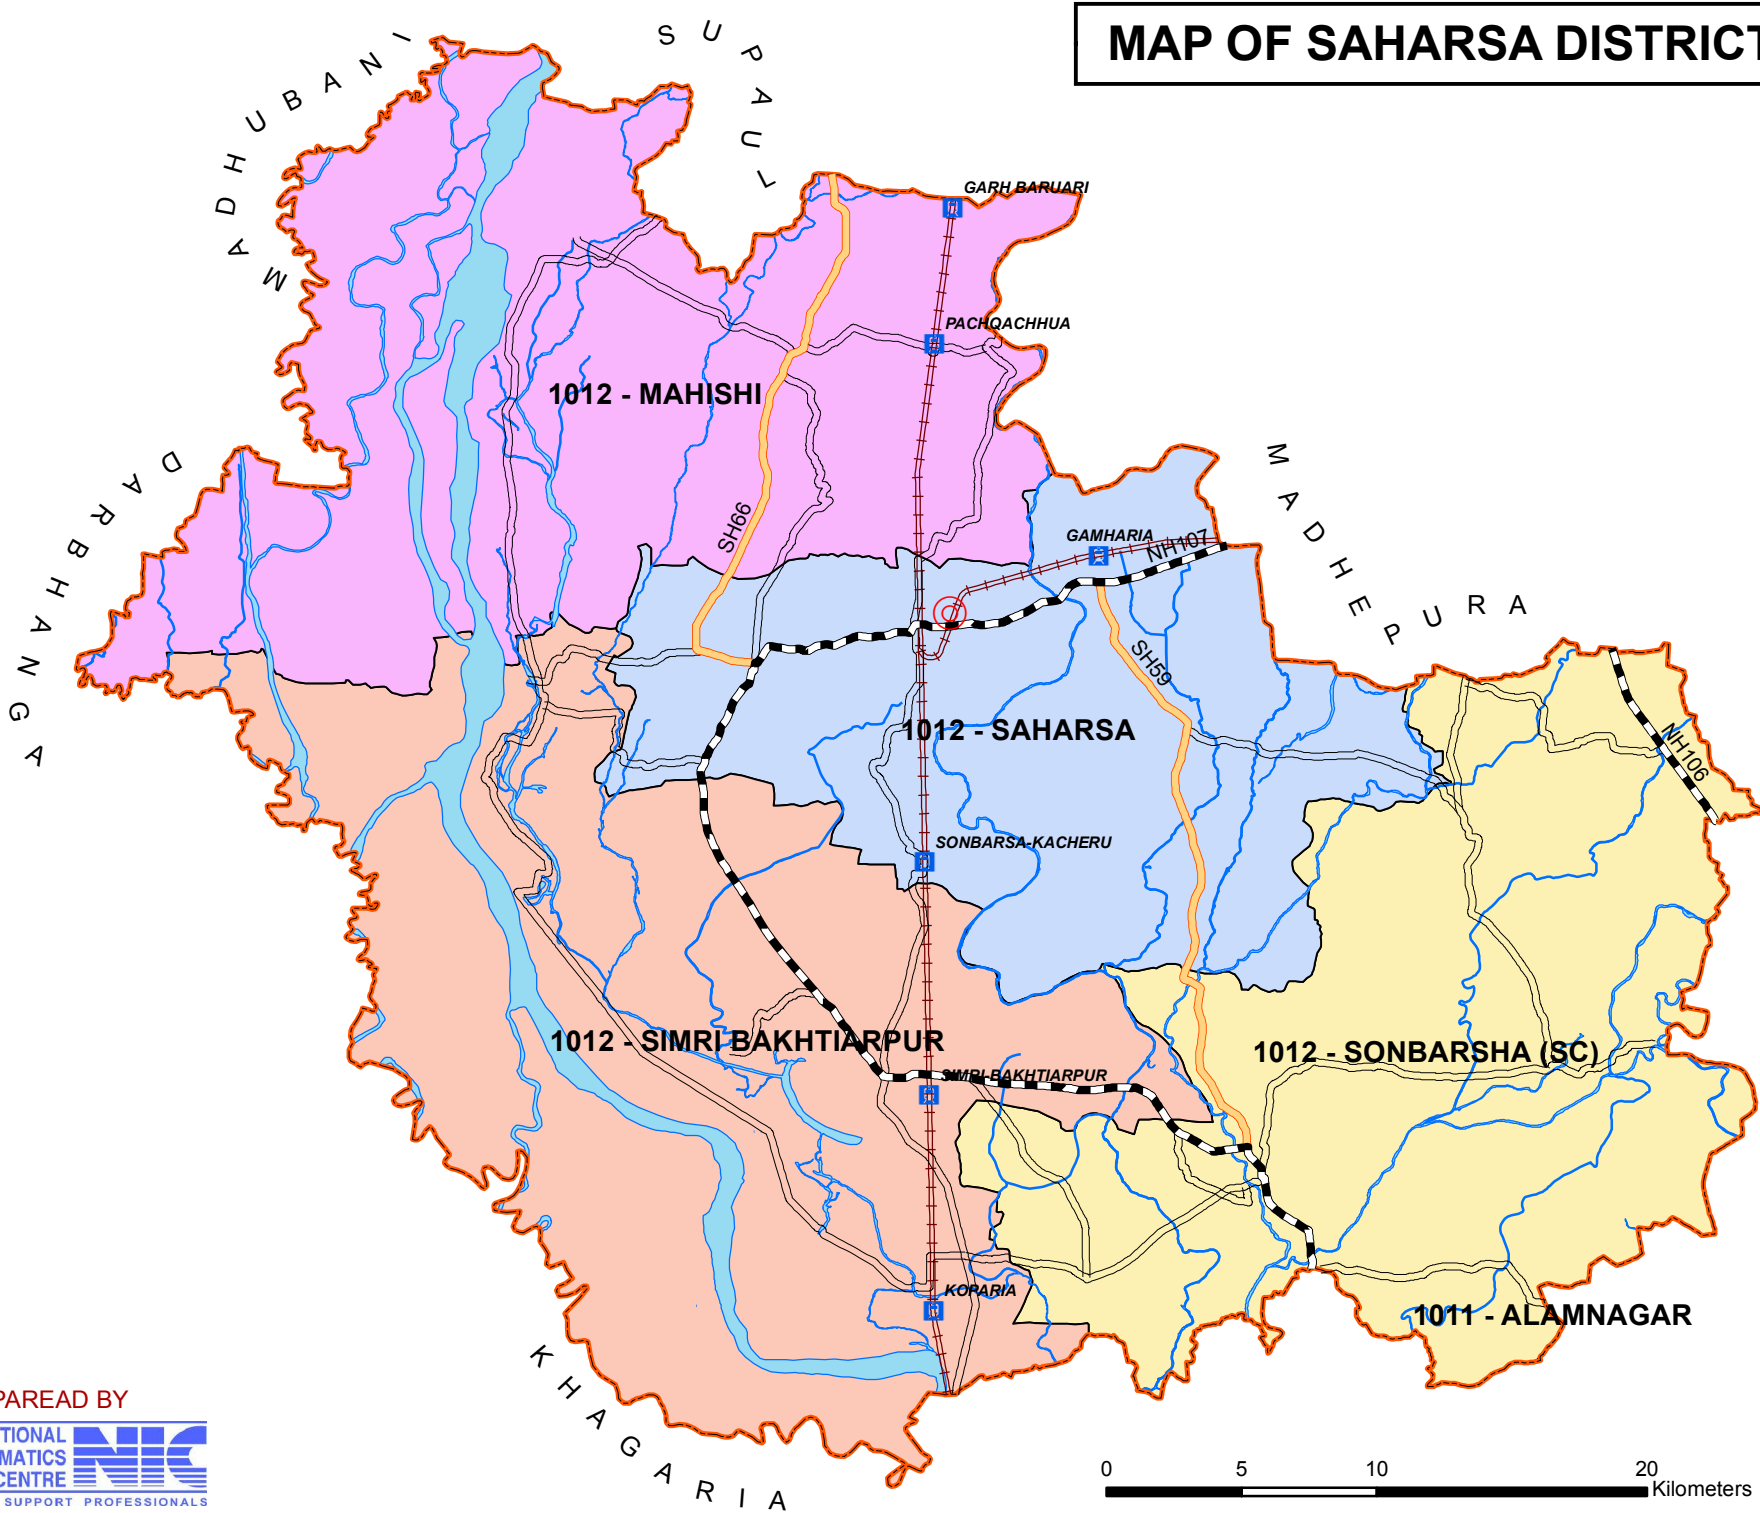 MAP OF SAHARSA DISTRICT
MADHUBANI
SUPAUL
GARH BARUARI
PACHQACHHUA
1012 - MAHISHI
DARBHANGA
MADHEPURA
SH66
GAMHARIA
NH107
SH59
1012 - SAHARSA
NH106
SONBARSA-KACHERU
1012 - SIMRI BAKHTIARPUR
1012 - SONBARSHA (SC)
SIMRI-BAKHTIARPUR
KOPARIA
1011 - ALAMNAGAR
KHAGARIA
PAREAD BY
TIONAL
MATICS
CENTRE
NIC
SUPPORT PROFESSIONALS
0 5 10 20
Kilometers